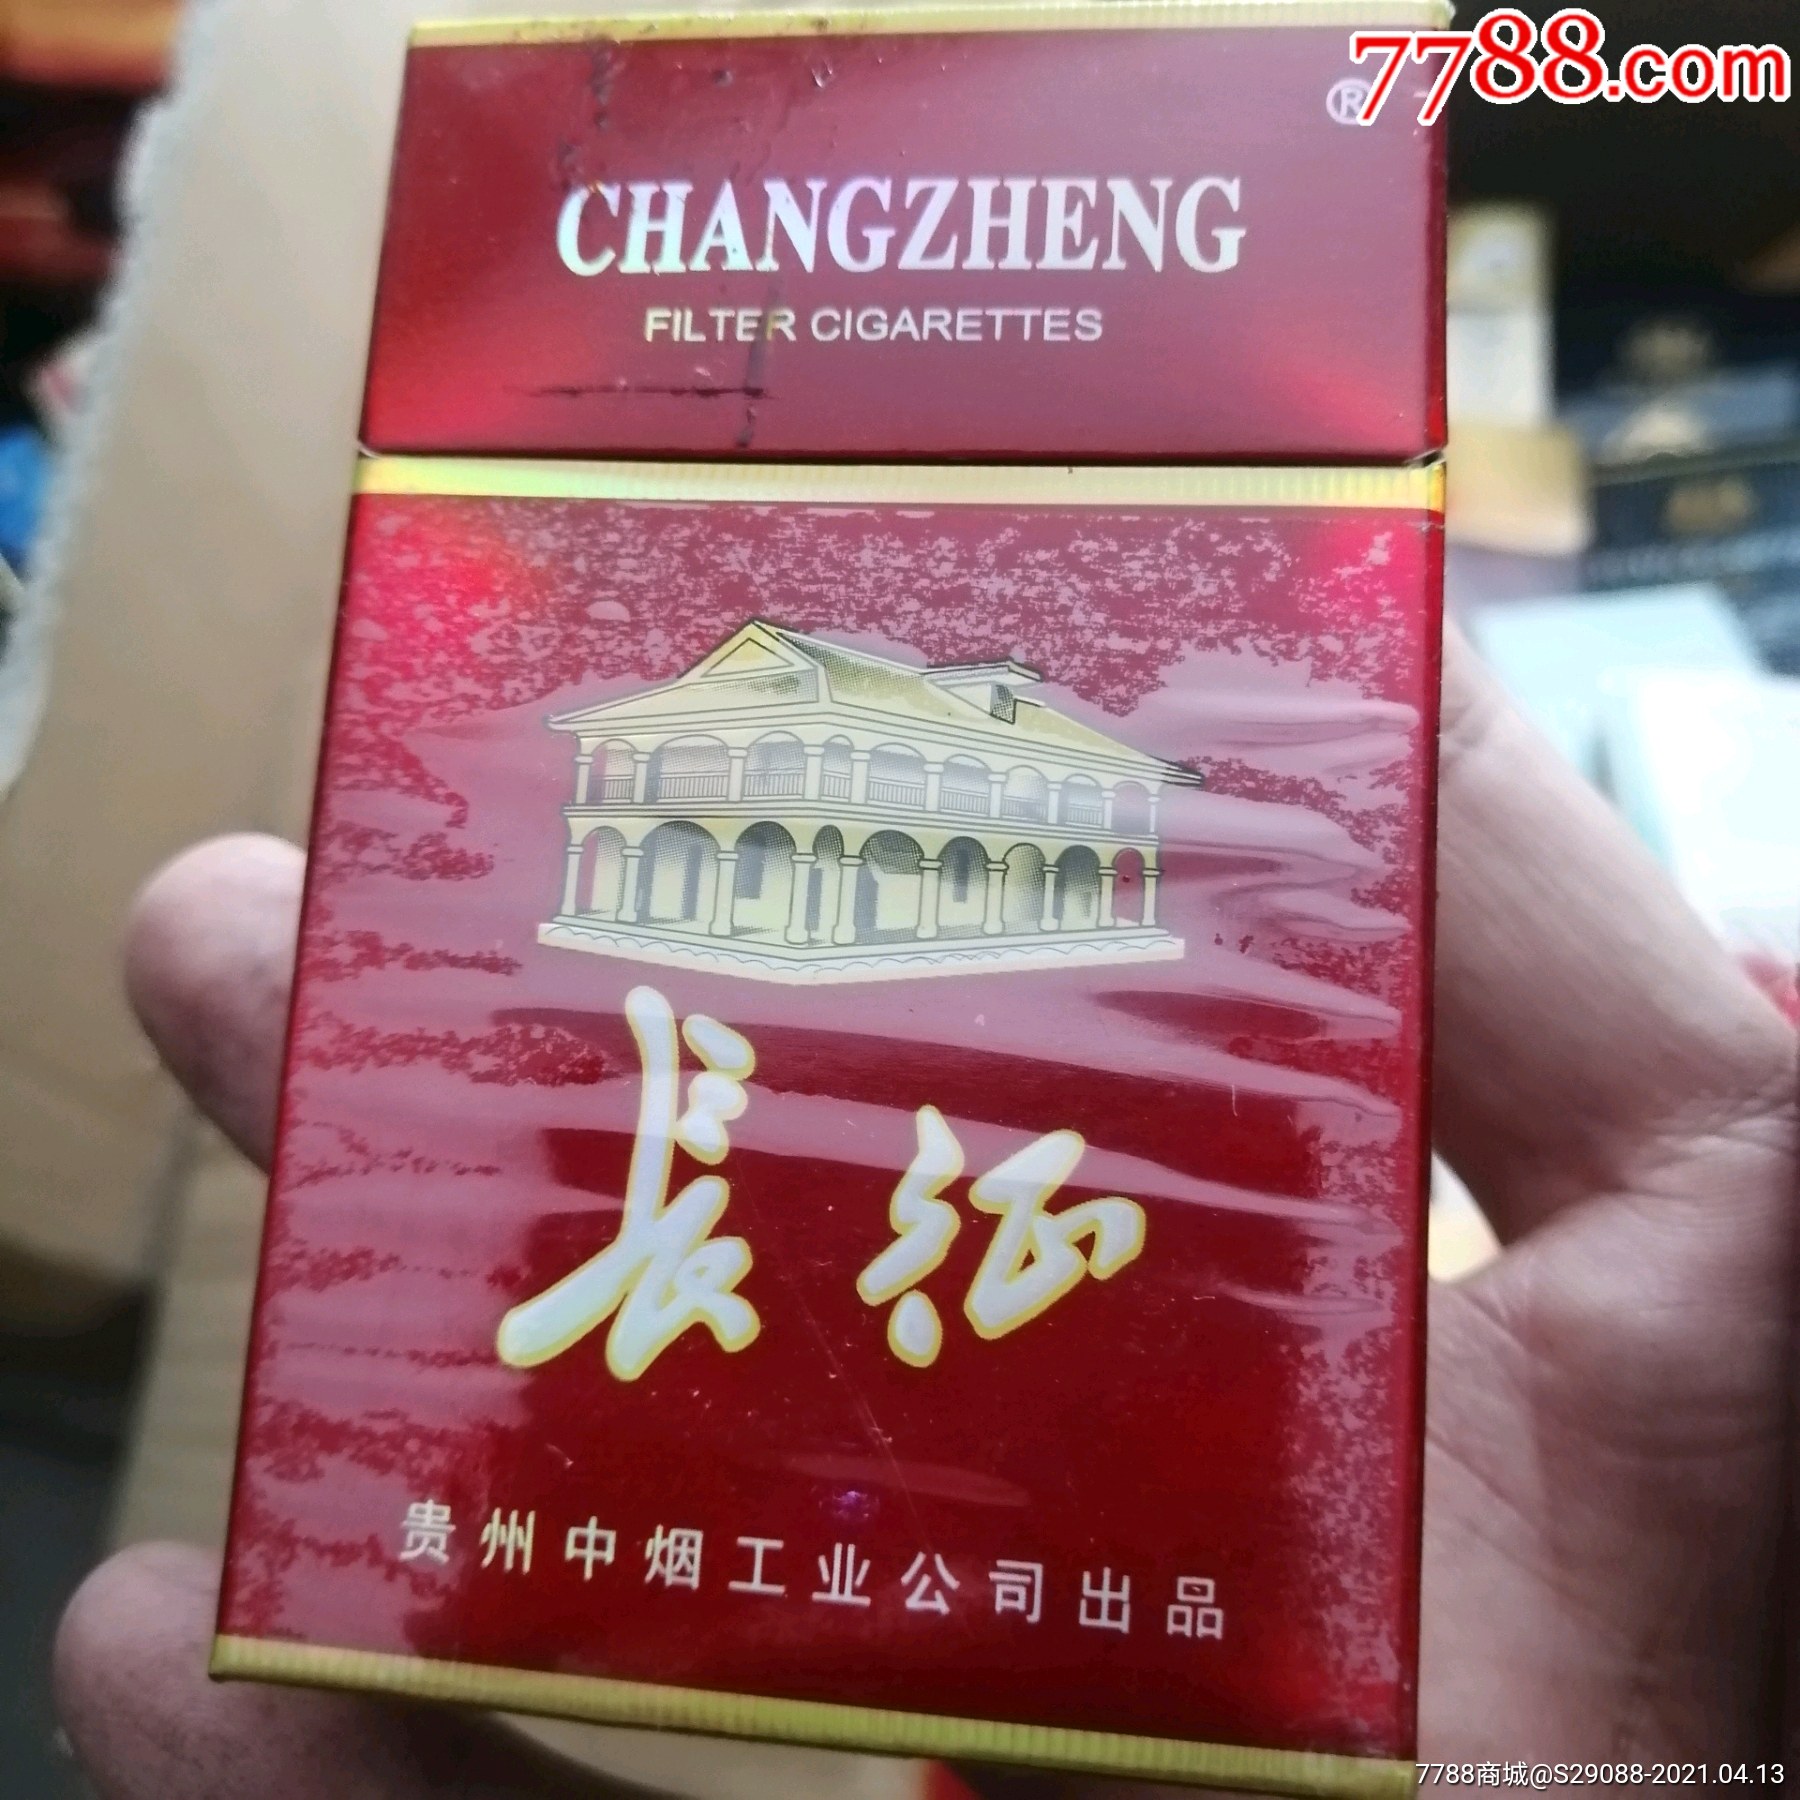 7788.com
®
CHANGZHENG
FILTER CIGARETTES
長征
贵州中烟工业公司出品
7788商城@S29088-2021.04.13